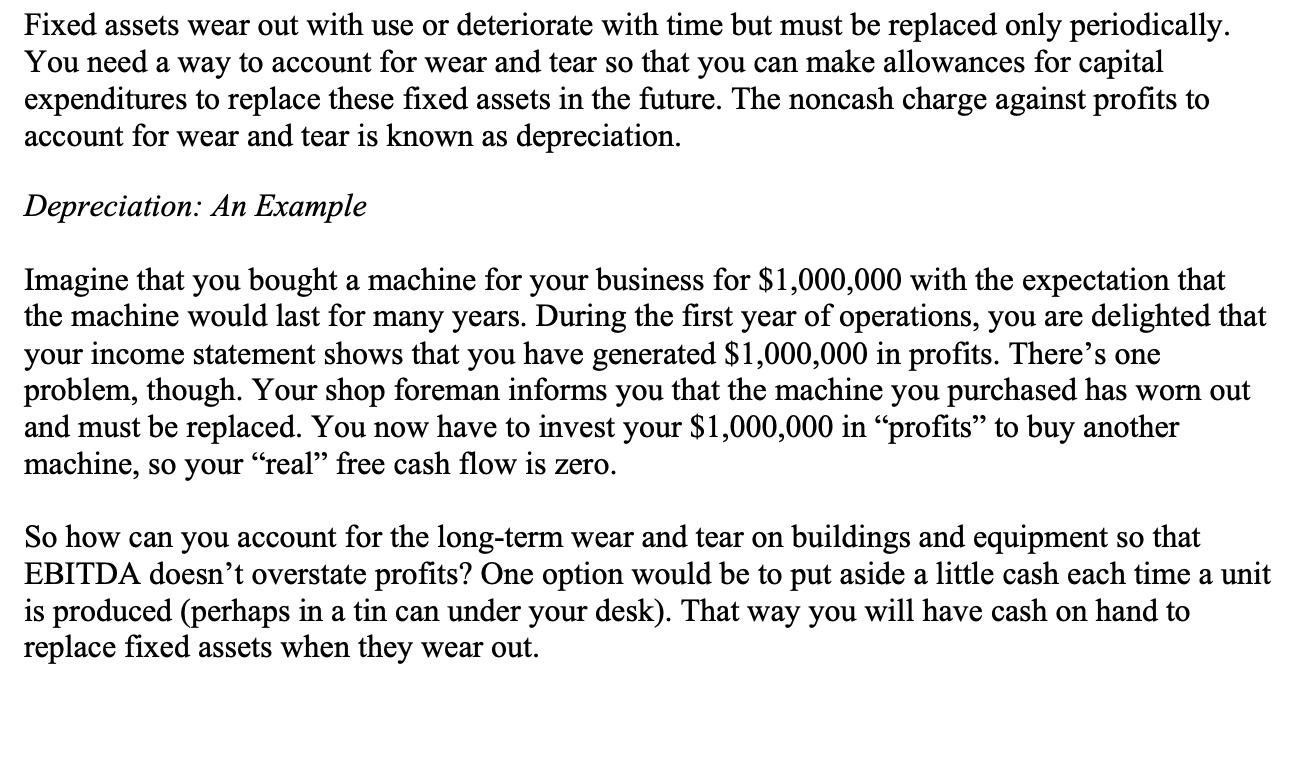 Fixed assets wear out with use or deteriorate with time but must be replaced only periodically.
You need a way to account for wear and tear so that you can make allowances for capital
expenditures to replace these fixed assets in the future. The noncash charge against profits to
account for wear and tear is known as depreciation.
Depreciation: An Example
Imagine that you bought a machine for your business for $1,000,000 with the expectation that
the machine would last for many years. During the first year of operations, you are delighted that
your income statement shows that you have generated $1,000,000 in profits. There’s one
problem, though. Your shop foreman informs you that the machine you purchased has worn out
and must be replaced. You now have to invest your $1,000,000 in “profits” to buy another
machine, so your “real” free cash flow is zero.
So how can you account for the long-term wear and tear on buildings and equipment so that
EBITDA doesn’t overstate profits? One option would be to put aside a little cash each time a unit
is produced (perhaps in a tin can under your desk). That way you will have cash on hand to
replace fixed assets when they wear out.